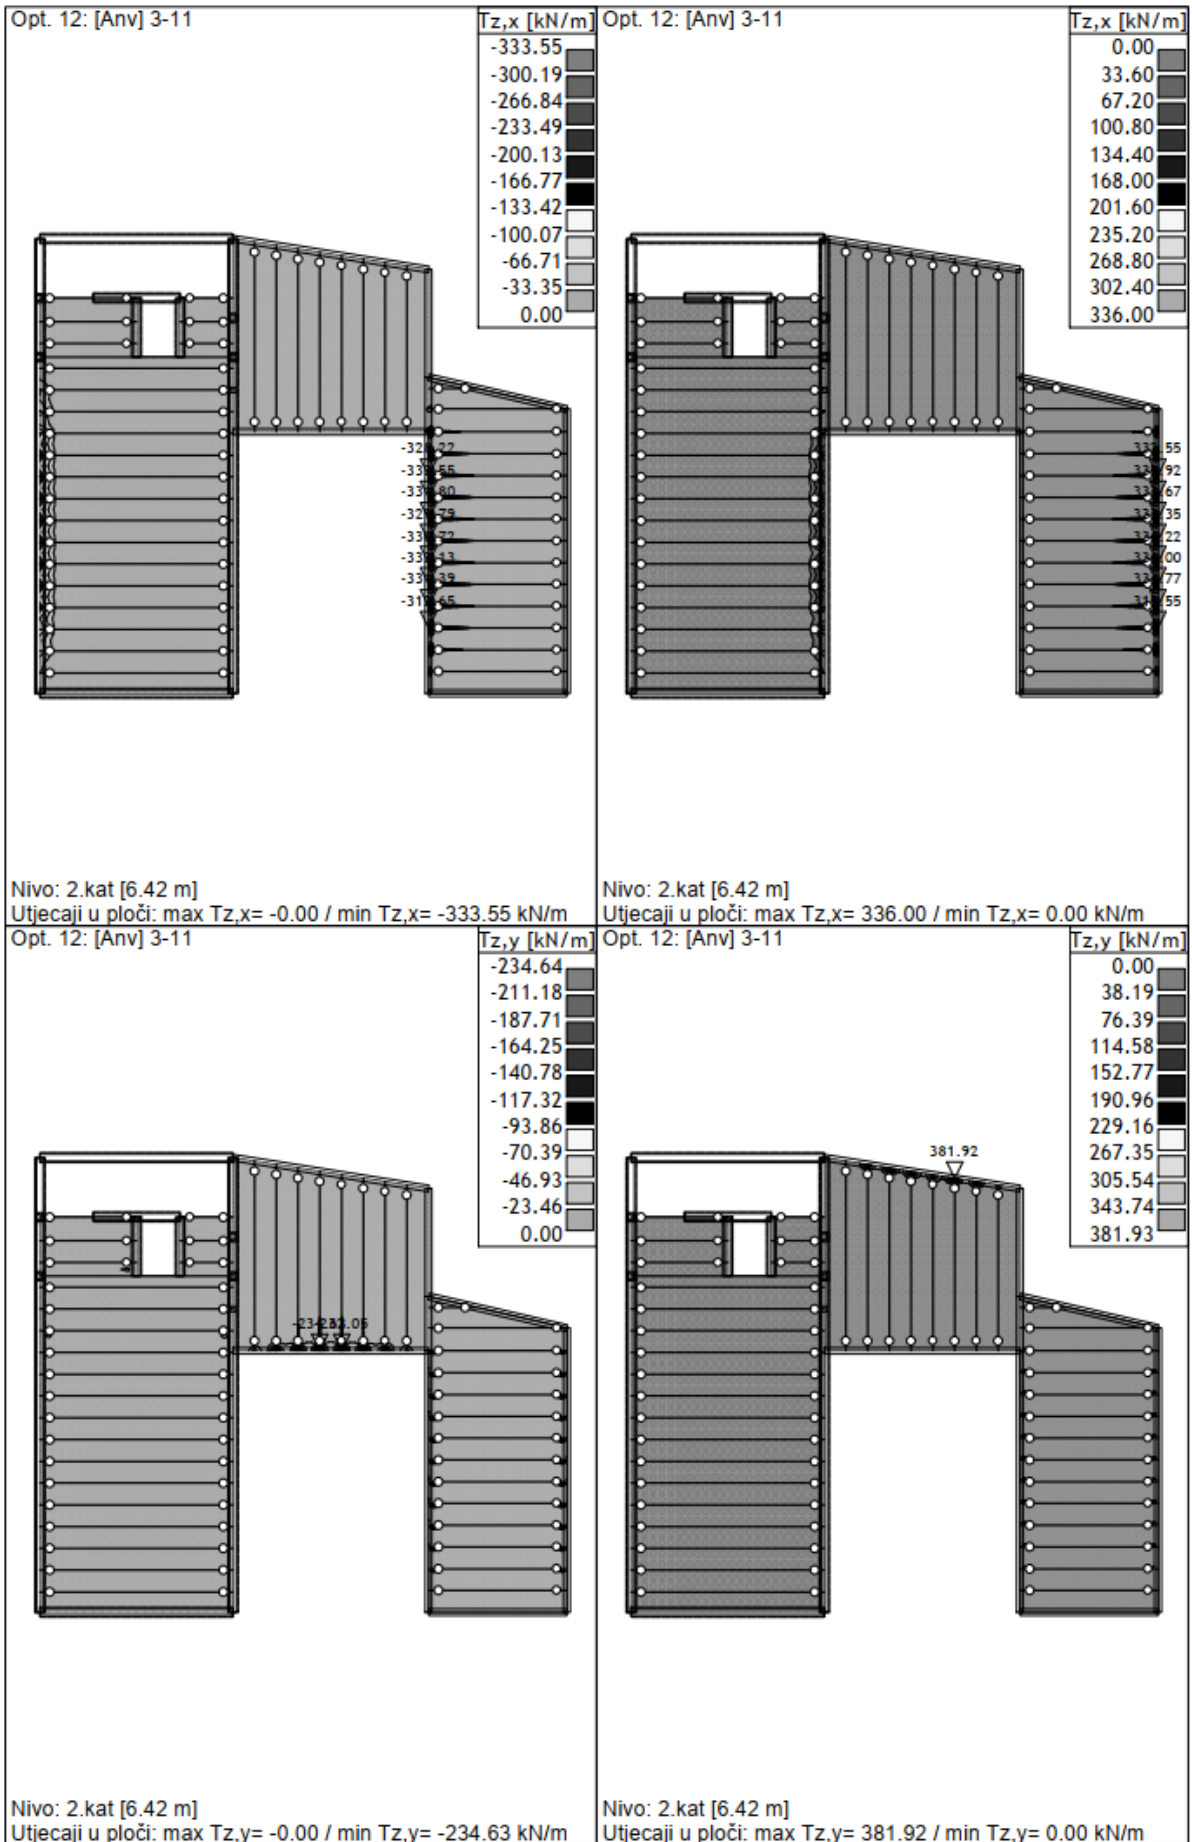 Opt. 12: [Anv] 3-11
Tz,x [kN/m]
-333.55
-300.19
-266.84
-233.49
-200.13
-166.77
-133.42
-100.07
-66.71
-33.35
0.00
Nivo: 2.kat [6.42 m]
Utjecaji u ploči: max Tz,x= -0.00 / min Tz,x= -333.55 kN/m
Opt. 12: [Anv] 3-11
Tz,x [kN/m]
0.00
33.60
67.20
100.80
134.40
168.00
201.60
235.20
268.80
302.40
336.00
Nivo: 2.kat [6.42 m]
Utjecaji u ploči: max Tz,x= 336.00 / min Tz,x= 0.00 kN/m
Opt. 12: [Anv] 3-11
Tz,y [kN/m]
-234.64
-211.18
-187.71
-164.25
-140.78
-117.32
-93.86
-70.39
-46.93
-23.46
0.00
Nivo: 2.kat [6.42 m]
Utjecaji u ploči: max Tz,y= -0.00 / min Tz,y= -234.63 kN/m
Opt. 12: [Anv] 3-11
Tz,y [kN/m]
0.00
38.19
76.39
114.58
152.77
190.96
229.16
267.35
305.54
343.74
381.93
381.92
Nivo: 2.kat [6.42 m]
Utjecaji u ploči: max Tz,y= 381.92 / min Tz,y= 0.00 kN/m